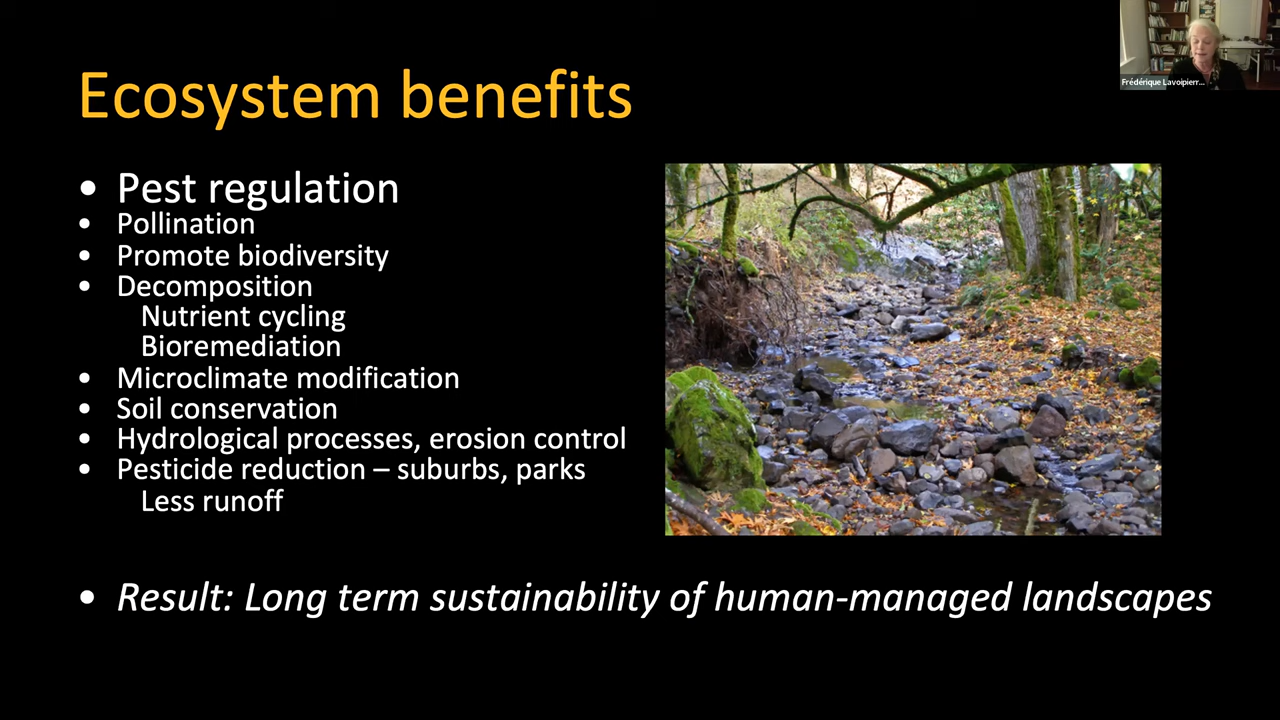 Frédérique Lavoipierr...
Ecosystem benefits
• Pest regulation
• Pollination
• Promote biodiversity
• Decomposition
Nutrient cycling
Bioremediation
• Microclimate modification
• Soil conservation
• Hydrological processes, erosion control
• Pesticide reduction – suburbs, parks
Less runoff
• Result: Long term sustainability of human-managed landscapes